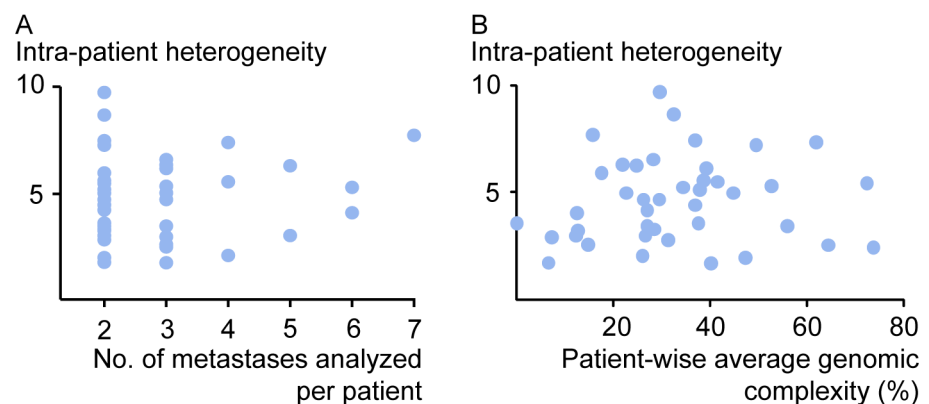 A
Intra-patient heterogeneity
10
5
2 3 4 5 6 7
No. of metastases analyzed
per patient
B
Intra-patient heterogeneity
10
5
20 40 60 80
Patient-wise average genomic
complexity (%)